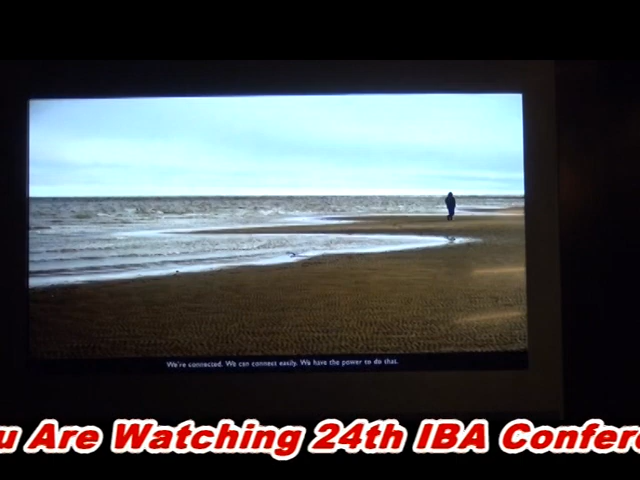 We're connected. We can connect easily. We have the power to do that.
u Are Watching 24th IBA Confere